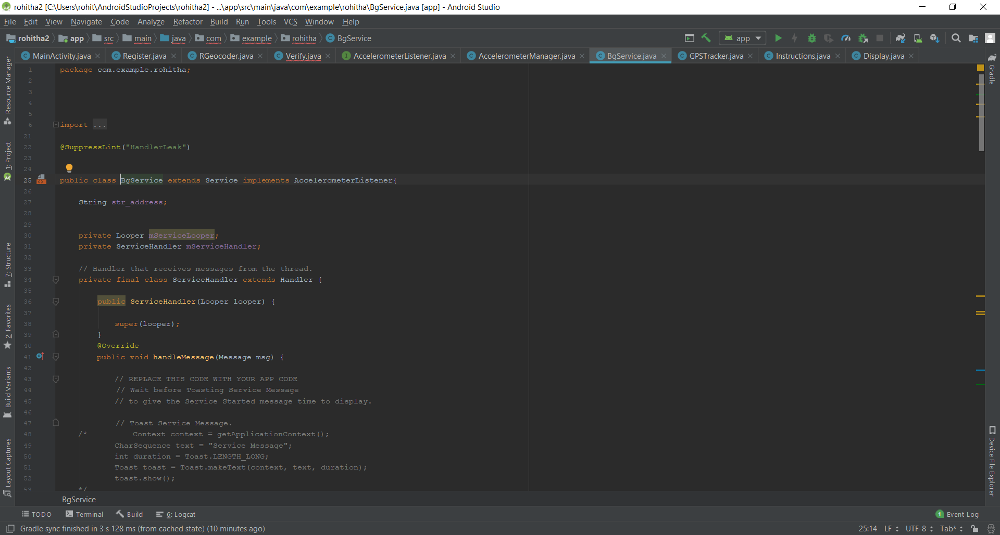 rohitha2 [C:\Users\rohit\AndroidStudioProjects\rohitha2] - ...\app\src\main\java\com\example\rohitha\BgService.java [app] - Android Studio
File Edit View Navigate Code Analyze Refactor Build Run Tools VCS Window Help
rohitha2 app src main java com example rohitha BgService app
MainActivity.java Register.java RGeocoder.java Verify.java AccelerometerListener.java AccelerometerManager.java BgService.java GPSTracker.java Instructions.java Display.java
Resource Manager
1: Project
7: Structure
2: Favorites
Build Variants
Layout Captures
1 package com.example.rohitha;
2
3
4
5
6 import ...
21
22 @SuppressLint("HandlerLeak")
23
24
25 public class BgService extends Service implements AccelerometerListener{
26
27 String str_address;
28
29
30 private Looper mServiceLooper;
31 private ServiceHandler mServiceHandler;
32
33 // Handler that receives messages from the thread.
34 private final class ServiceHandler extends Handler {
35
36 public ServiceHandler(Looper looper) {
37
38 super(looper);
39 }
40 @Override
41 public void handleMessage(Message msg) {
42
43 // REPLACE THIS CODE WITH YOUR APP CODE
44 // Wait before Toasting Service Message
45 // to give the Service Started message time to display.
46
47 // Toast Service Message.
48 /* Context context = getApplicationContext();
49 CharSequence text = "Service Message";
50 int duration = Toast.LENGTH_LONG;
51 Toast toast = Toast.makeText(context, text, duration);
52 toast.show();
53 */
Gradle
Device File Explorer
BgService
TODO Terminal Build 6: Logcat 1 Event Log
Gradle sync finished in 3 s 128 ms (from cached state) (10 minutes ago) 25:14 LF UTF-8 Tab*